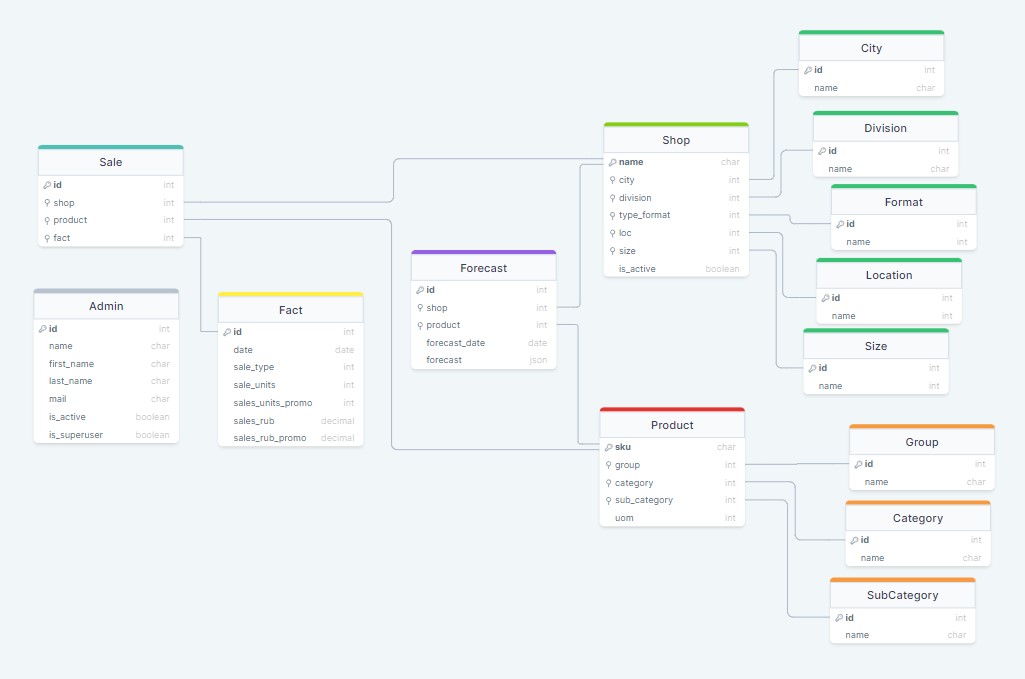 Sale
id int
shop int
product int
fact int
Admin
id int
name char
first_name char
last_name char
mail char
is_active boolean
is_superuser boolean
Fact
id int
date date
sale_type int
sale_units int
sales_units_promo int
sales_rub decimal
sales_rub_promo decimal
Forecast
id int
shop int
product int
forecast_date date
forecast json
Shop
name char
city int
division int
type_format int
loc int
size int
is_active boolean
Product
sku char
group int
category int
sub_category int
uom int
City
id int
name char
Division
id int
name char
Format
id int
name int
Location
id int
name int
Size
id int
name int
Group
id int
name char
Category
id int
name char
SubCategory
id int
name char